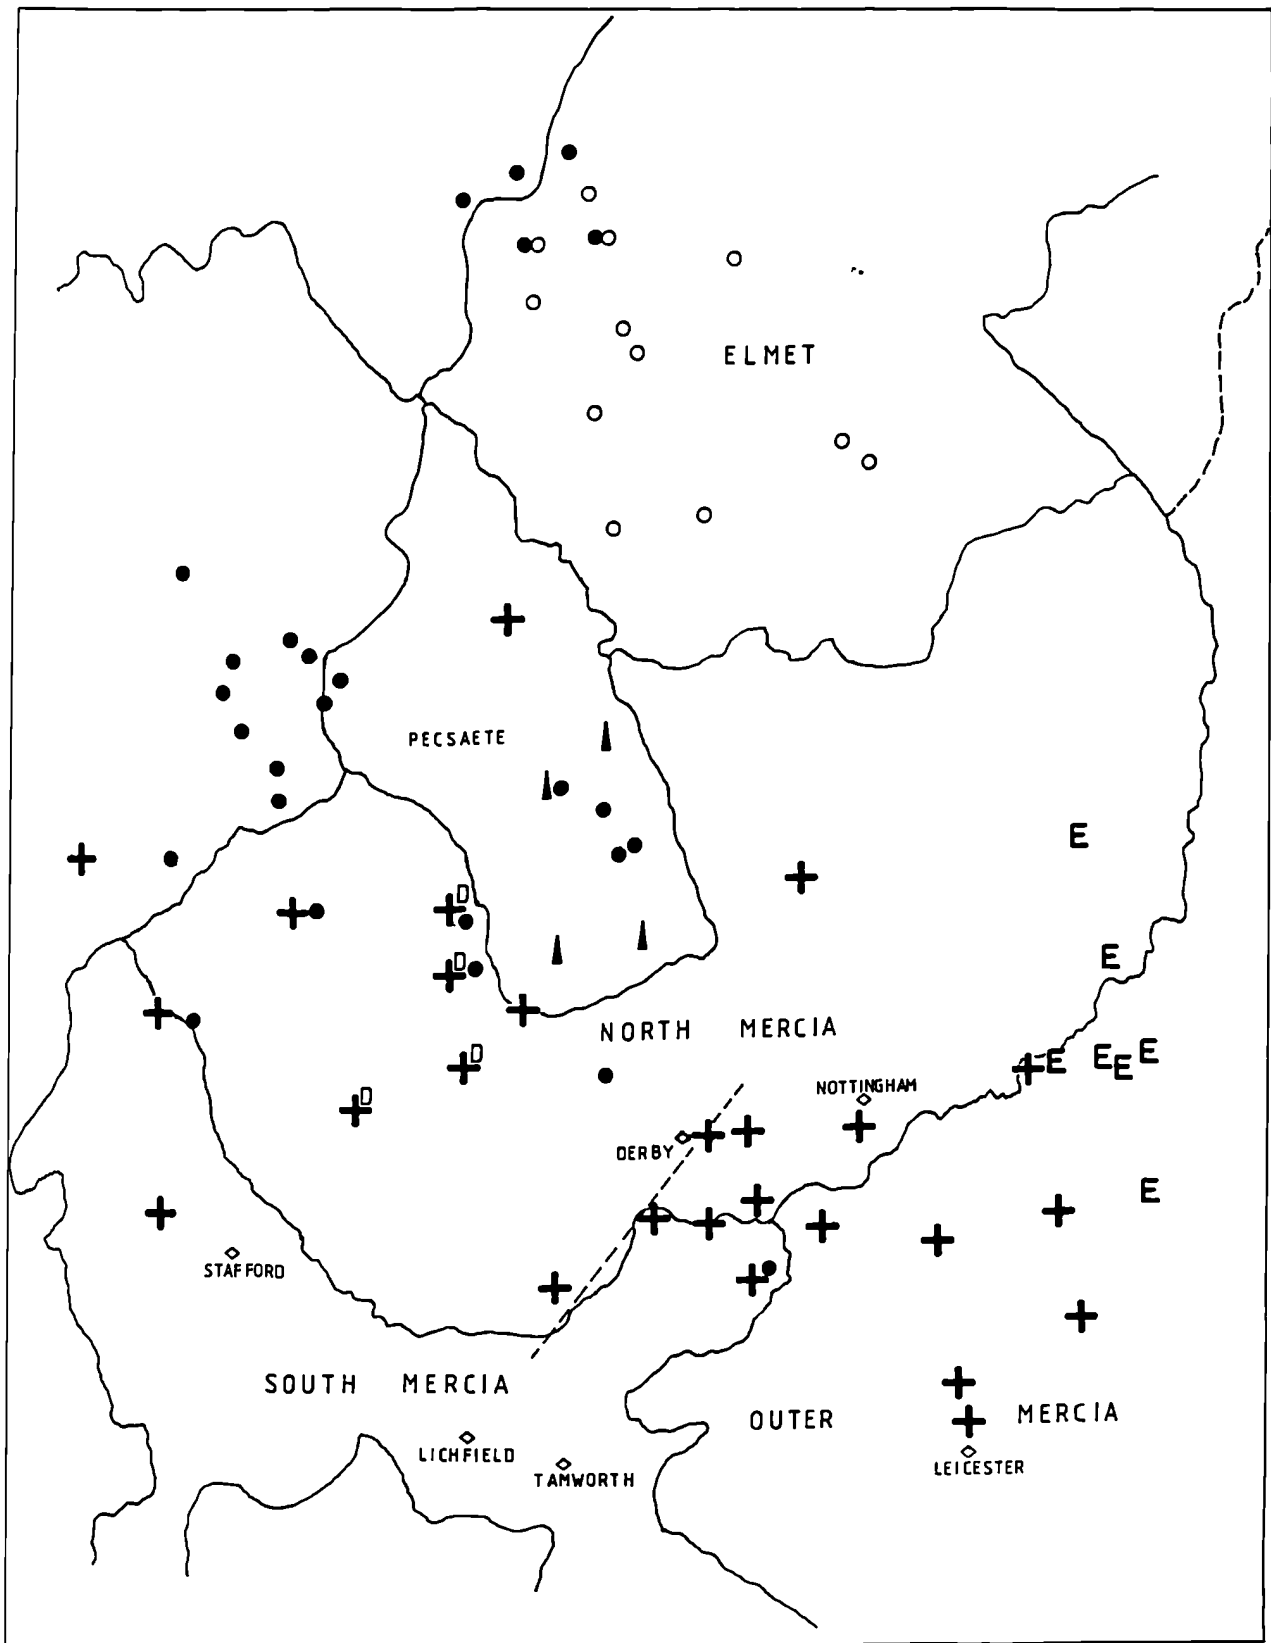 ELMET
PECSAETE
E
D
E
D
NORTH MERCIA
D
E
E
E
E
NOTTINGHAM
D
DERBY
E
STAFFORD
SOUTH MERCIA
OUTER MERCIA
LICHFIELD
LEICESTER
TAMWORTH